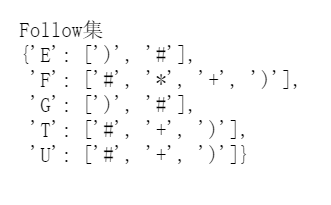 Follow集
{'E': [')', '#'],
'F': ['#', '*', '+', ')'],
'G': [')', '#'],
'T': ['#', '+', ')'],
'U': ['#', '+', ')']}